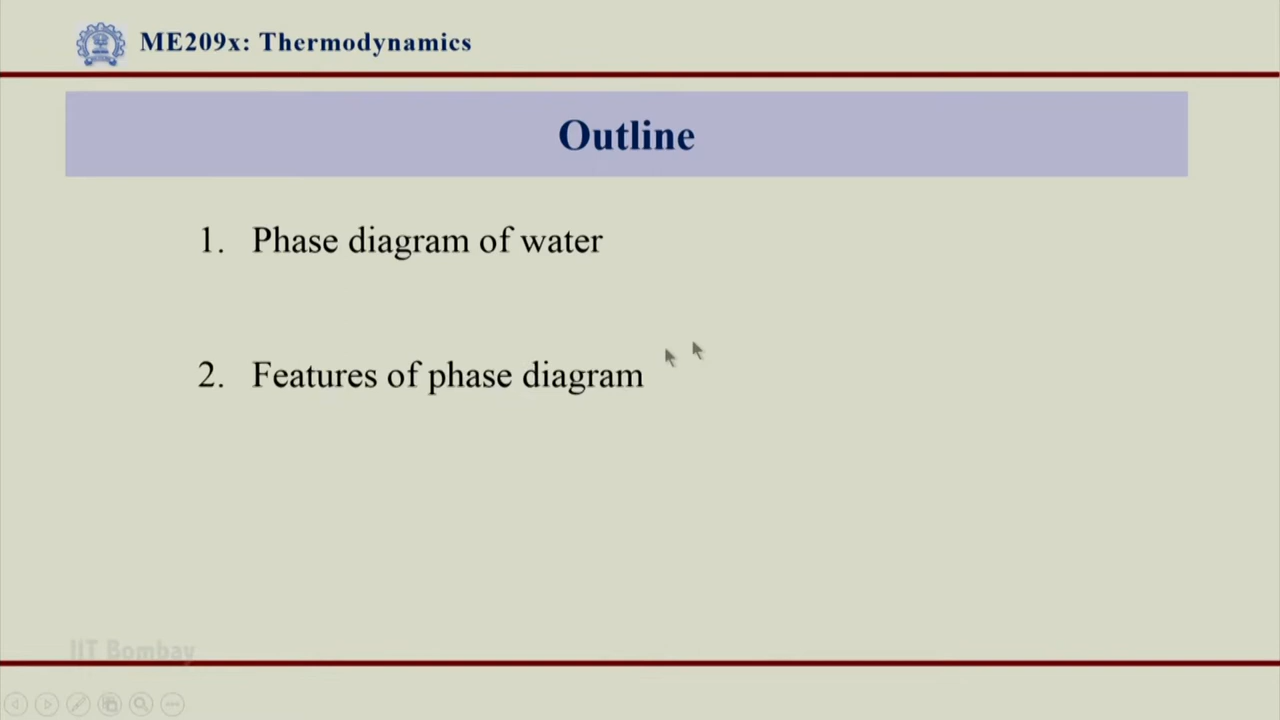 ME209x: Thermodynamics
Outline
1. Phase diagram of water
2. Features of phase diagram
IIT Bombay